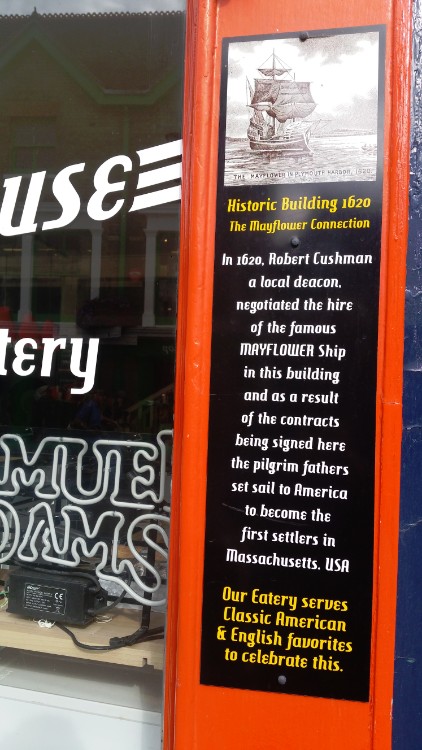 THE MAYFLOWER IN PLYMOUTH HARBOR, 1620
Historic Building 1620
The Mayflower Connection
In 1620, Robert Cushman
a local deacon,
negotiated the hire
of the famous
MAYFLOWER Ship
in this building
and as a result
of the contracts
being signed here
the pilgrim fathers
set sail to America
to become the
first settlers in
Massachusetts. USA
Our Eatery serves
Classic American
& English favorites
to celebrate this.
use
tery
MUEL
DAMS